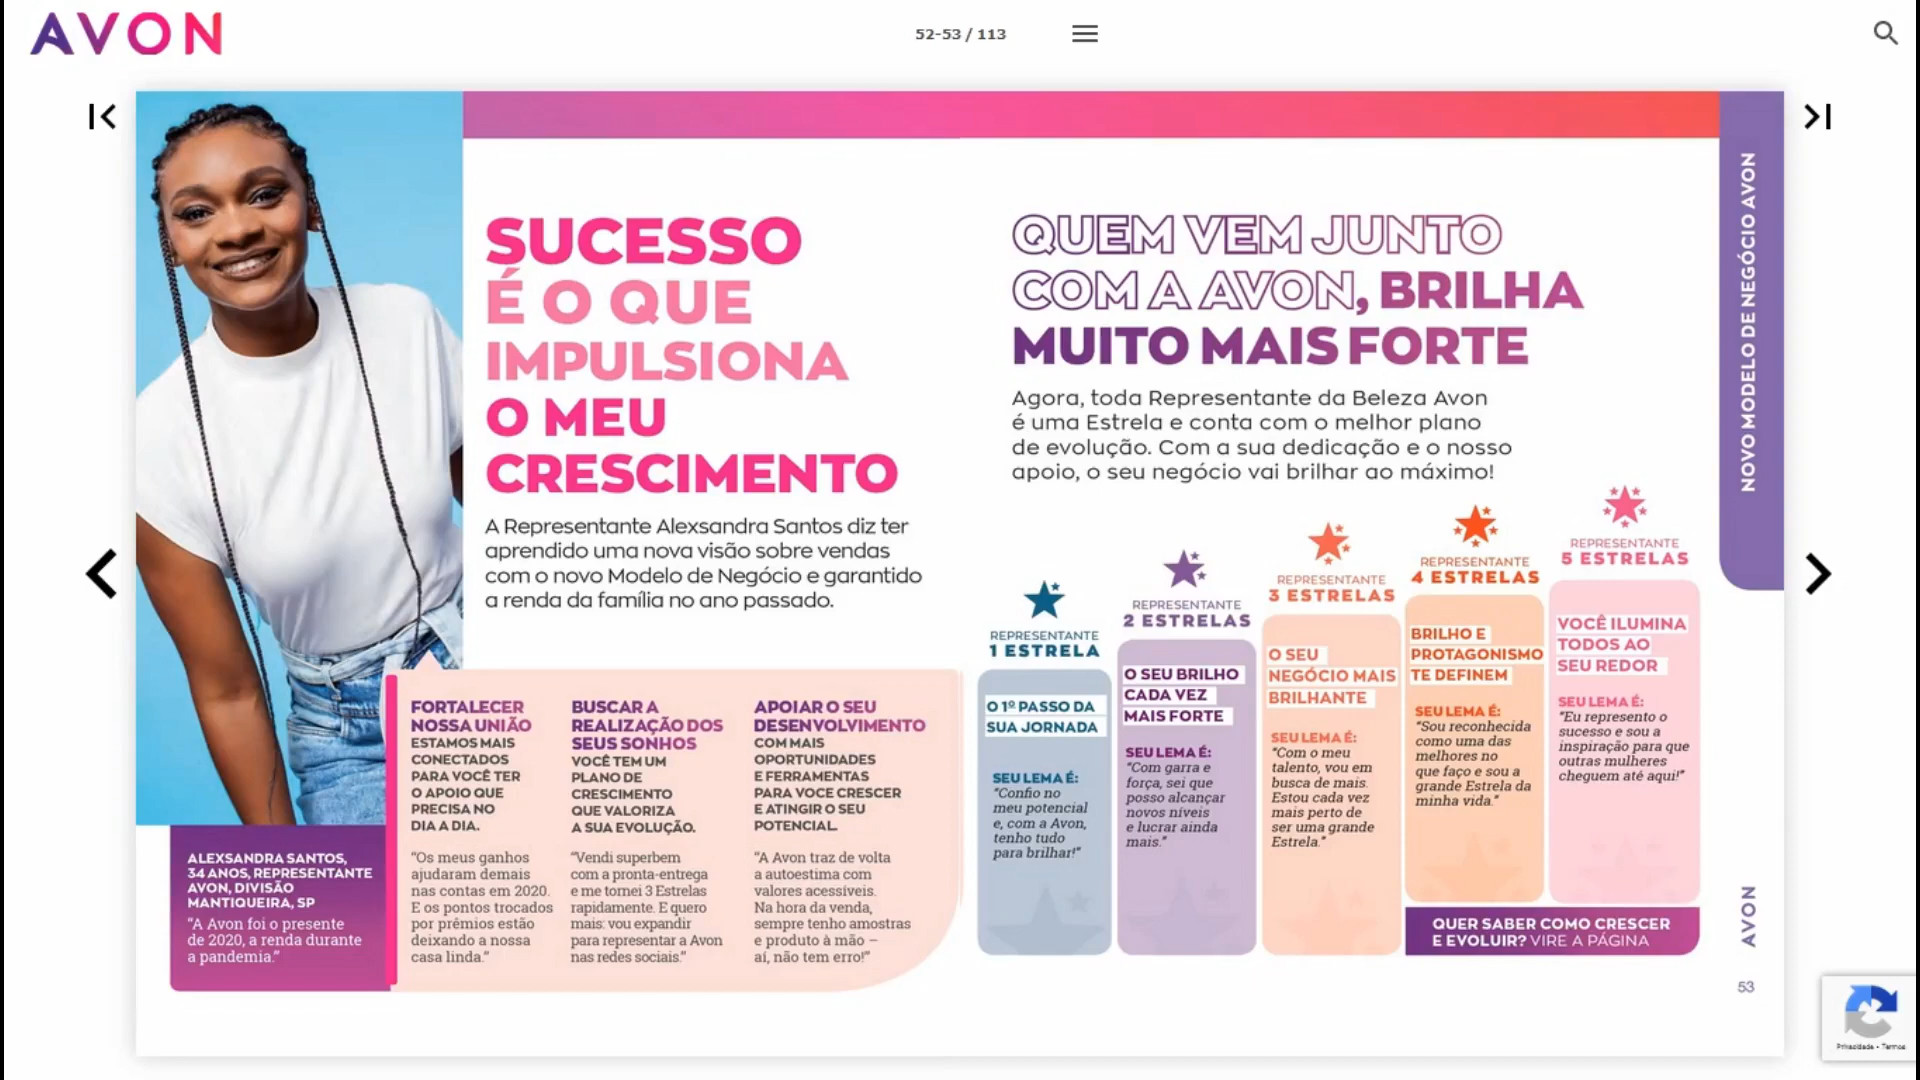 AVON
52-53 / 113
SUCESSO
É O QUE
IMPULSIONA
O MEU
CRESCIMENTO
A Representante Alexsandra Santos diz ter
aprendido uma nova visão sobre vendas
com o novo Modelo de Negócio e garantido
a renda da família no ano passado.
ALEXSANDRA SANTOS,
34 ANOS, REPRESENTANTE
AVON, DIVISÃO
MANTIQUEIRA, SP
“A Avon foi o presente
de 2020, a renda durante
a pandemia.”
FORTALECER
NOSSA UNIÃO
ESTAMOS MAIS
CONECTADOS
PARA VOCÊ TER
O APOIO QUE
PRECISA NO
DIA A DIA.
“Os meus ganhos
ajudaram demais
nas contas em 2020.
E os pontos trocados
por prêmios estão
deixando a nossa
casa linda.”
BUSCAR A
REALIZAÇÃO DOS
SEUS SONHOS
VOCÊ TEM UM
PLANO DE
CRESCIMENTO
QUE VALORIZA
A SUA EVOLUÇÃO.
“Vendi superbem
com a pronta-entrega
e me tornei 3 Estrelas
rapidamente. E quero
mais: vou expandir
para representar a Avon
nas redes sociais.”
APOIAR O SEU
DESENVOLVIMENTO
COM MAIS
OPORTUNIDADES
E FERRAMENTAS
PARA VOCE CRESCER
E ATINGIR O SEU
POTENCIAL.
“A Avon traz de volta
a autoestima com
valores acessíveis.
Na hora da venda,
sempre tenho amostras
e produto à mão –
aí, não tem erro!”
QUEM VEM JUNTO
COM A AVON, BRILHA
MUITO MAIS FORTE
Agora, toda Representante da Beleza Avon
é uma Estrela e conta com o melhor plano
de evolução. Com a sua dedicação e o nosso
apoio, o seu negócio vai brilhar ao máximo!
REPRESENTANTE
1 ESTRELA
O 1º PASSO DA
SUA JORNADA
SEU LEMA É:
“Confio no
meu potencial
e, com a Avon,
tenho tudo
para brilhar!”
REPRESENTANTE
2 ESTRELAS
O SEU BRILHO
CADA VEZ
MAIS FORTE
SEU LEMA É:
“Com garra e
força, sei que
posso alcançar
novos níveis
e lucrar ainda
mais.”
REPRESENTANTE
3 ESTRELAS
O SEU
NEGÓCIO MAIS
BRILHANTE
SEU LEMA É:
“Com o meu
talento, vou em
busca de mais.
Estou cada vez
mais perto de
ser uma grande
Estrela.”
REPRESENTANTE
4 ESTRELAS
BRILHO E
PROTAGONISMO
TE DEFINEM
SEU LEMA É:
“Sou reconhecida
como uma das
melhores no
que faço e sou a
grande Estrela da
minha vida.”
REPRESENTANTE
5 ESTRELAS
VOCÊ ILUMINA
TODOS AO
SEU REDOR
SEU LEMA É:
“Eu represento o
sucesso e sou a
inspiração para que
outras mulheres
cheguem até aqui!”
QUER SABER COMO CRESCER
E EVOLUIR? VIRE A PÁGINA
NOVO MODELO DE NEGÓCIO AVON
AVON
53
Privacidade - Termos